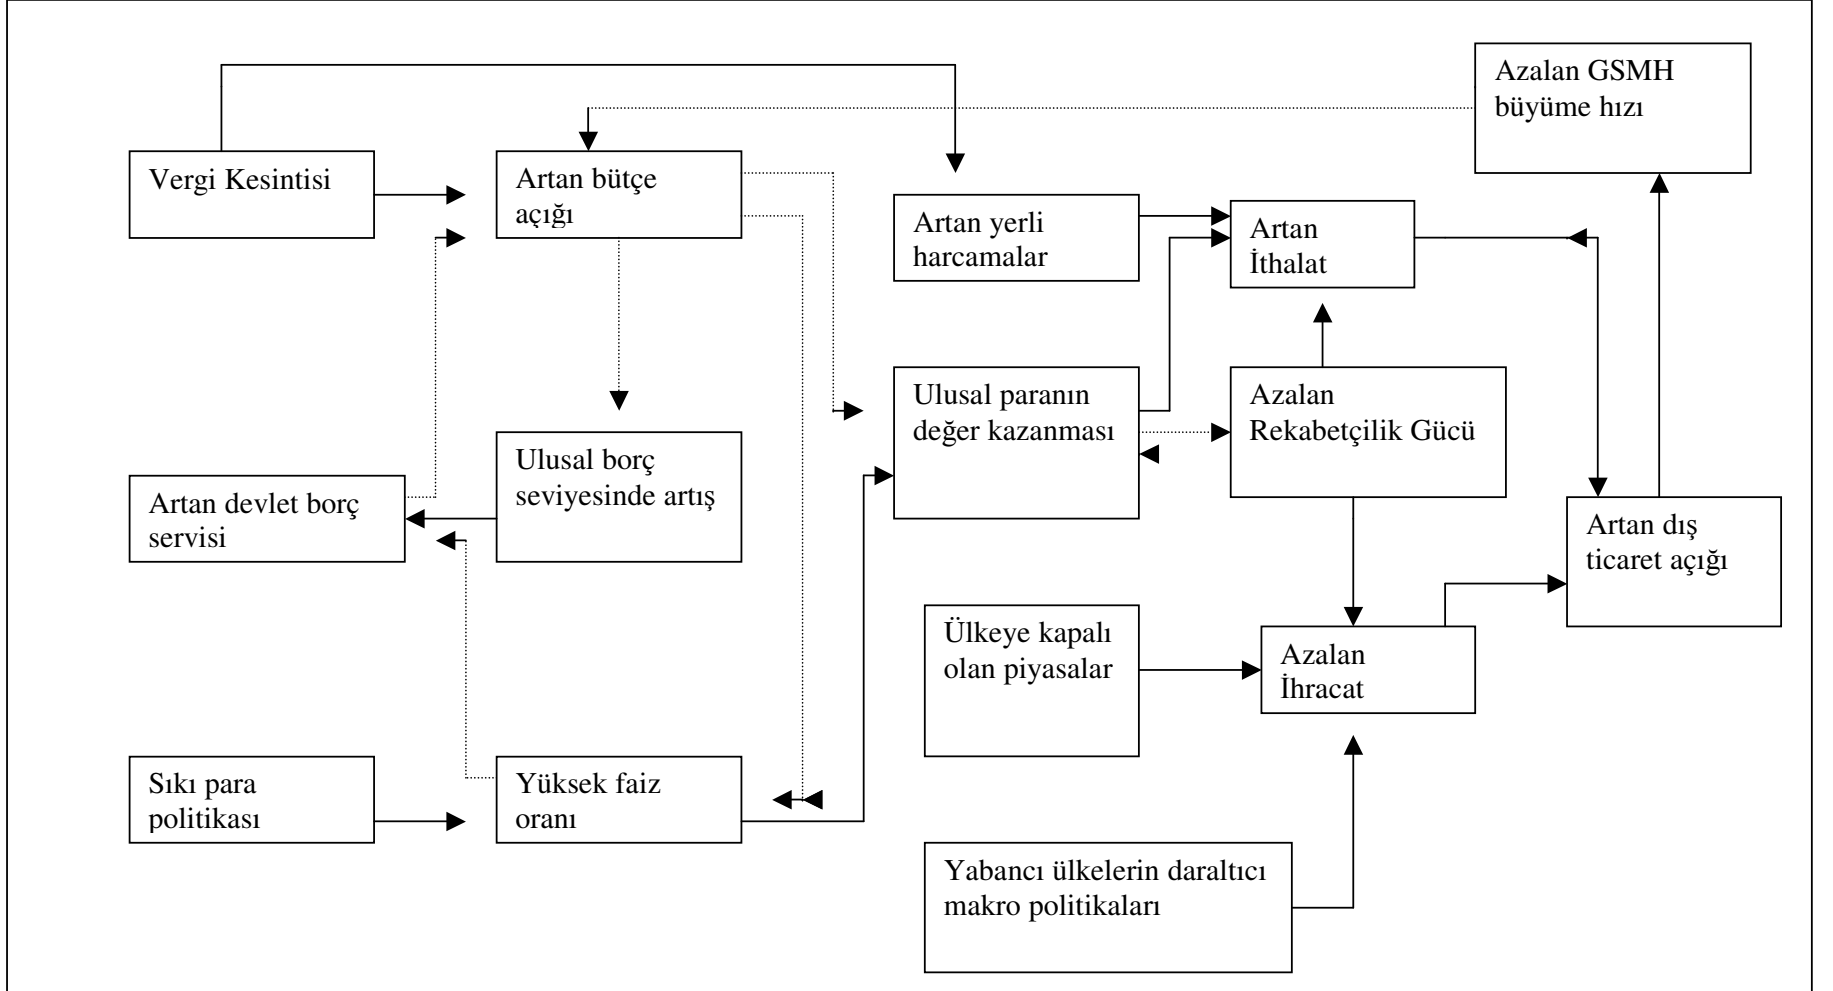 Azalan GSMH
büyüme hızı
Vergi Kesintisi
Artan bütçe
açığı
Artan yerli
harcamalar
Artan
İthalat
Ulusal paranın
değer kazanması
Azalan
Rekabetçilik Gücü
Ulusal borç
seviyesinde artış
Artan devlet borç
servisi
Artan dış
ticaret açığı
Ülkeye kapalı
olan piyasalar
Azalan
İhracat
Sıkı para
politikası
Yüksek faiz
oranı
Yabancı ülkelerin daraltıcı
makro politikaları